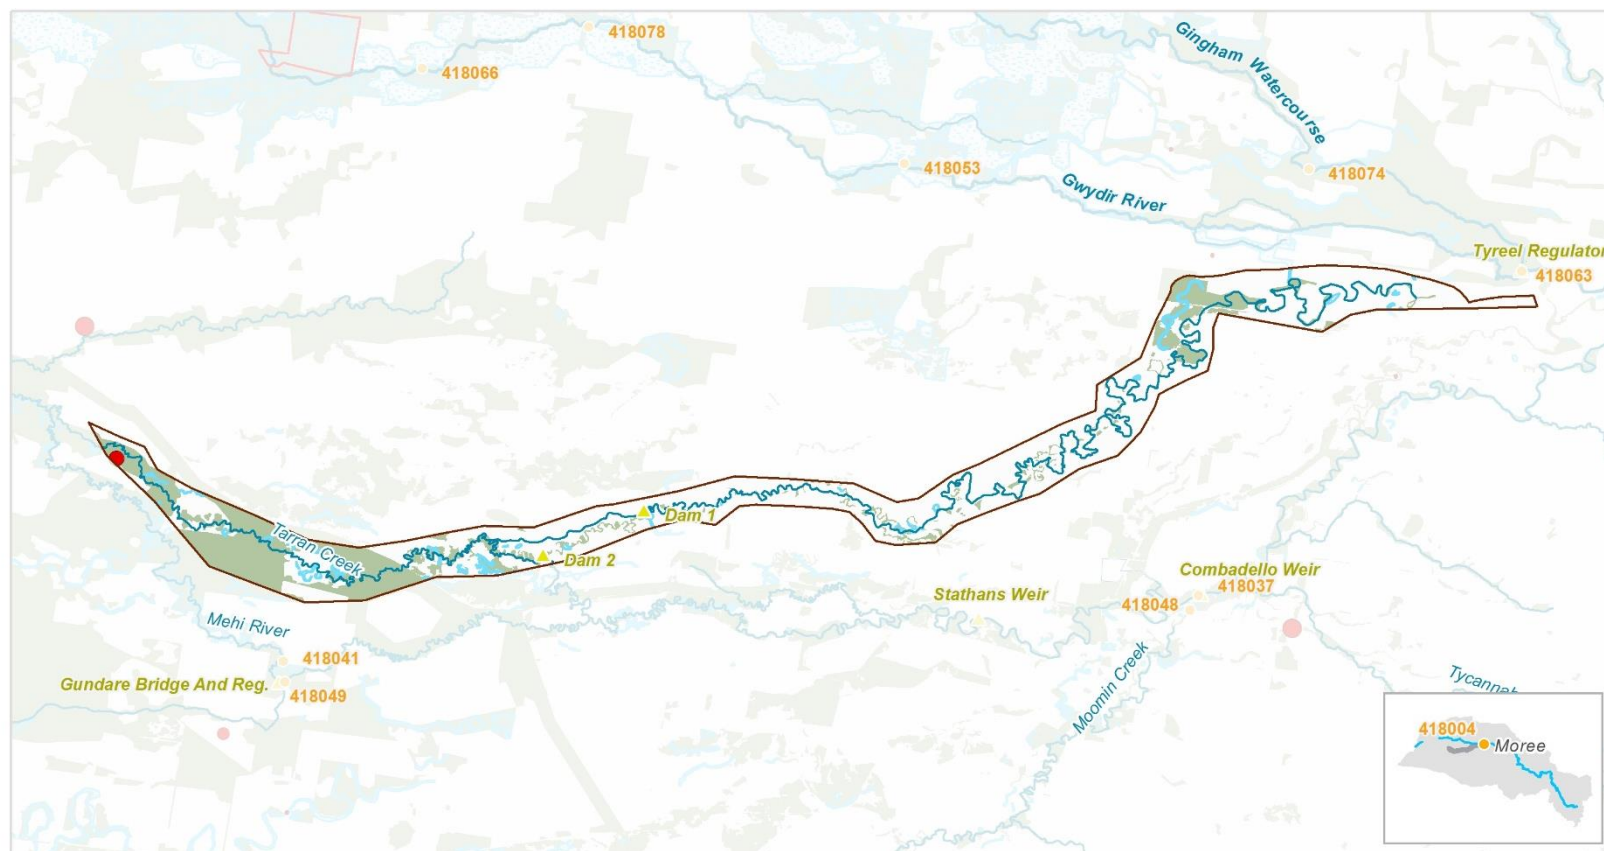 418078
418066
Gingham Watercourse
418053
418074
Gwydir River
Tyreel Regulator
418063
Dam 1
Tarran Creek
Dam 2
Combadello Weir
418037
Stathans Weir
418048
Mehi River
418041
Gundare Bridge And Reg.
418049
Moomin Creek
Tycannah
418004
Moree